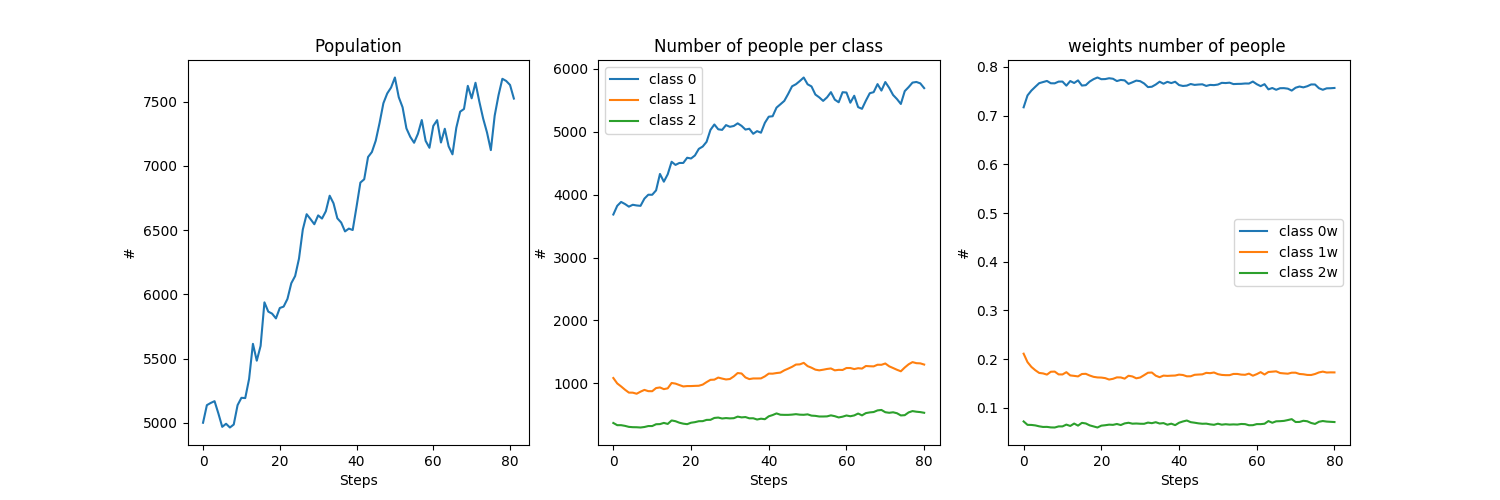 Population
7500
7000
6500
6000
5500
5000
#
0 20 40 60 80
Steps
Number of people per class
class 0
class 1
class 2
6000
5000
4000
3000
2000
1000
#
0 20 40 60 80
Steps
weights number of people
0.8
0.7
0.6
0.5
0.4
0.3
0.2
0.1
#
class 0w
class 1w
class 2w
0 20 40 60 80
Steps